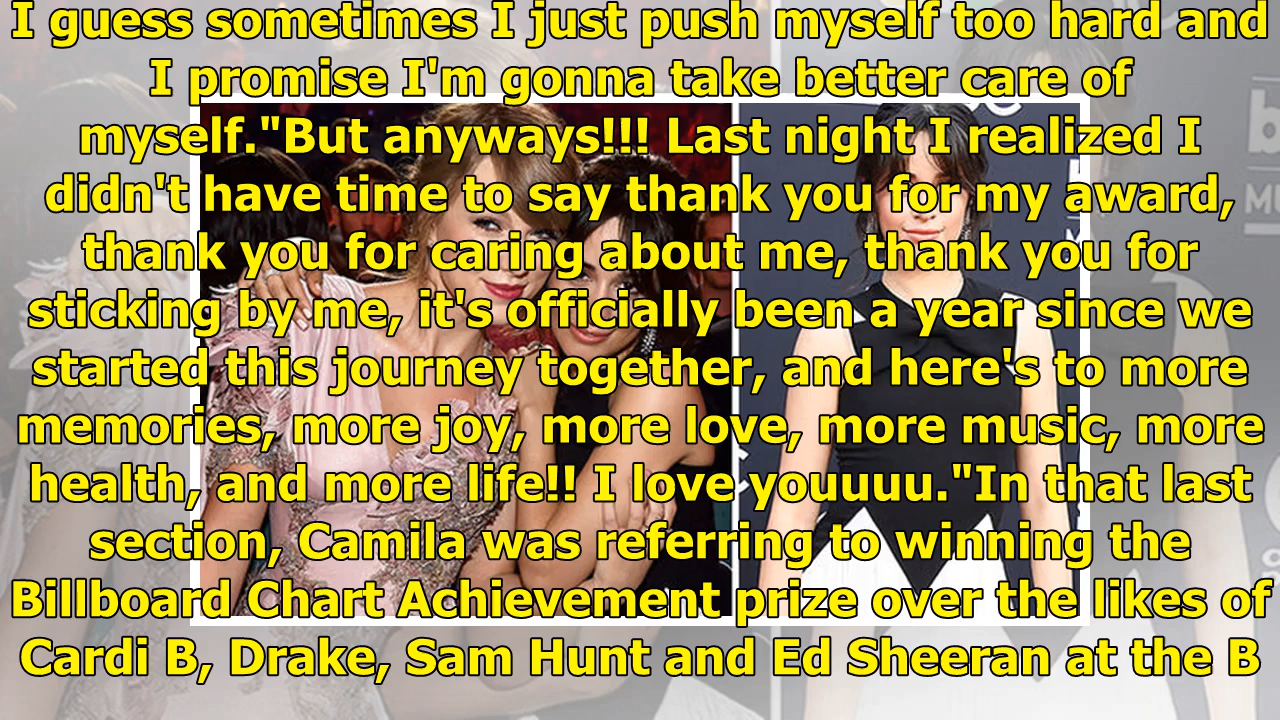 I guess sometimes I just push myself too hard and
I promise I'm gonna take better care of
myself."But anyways!!! Last night I realized I
didn't have time to say thank you for my award,
thank you for caring about me, thank you for
sticking by me, it's officially been a year since we
started this journey together, and here's to more
memories, more joy, more love, more music, more
health, and more life!! I love youuuu."In that last
section, Camila was referring to winning the
Billboard Chart Achievement prize over the likes of
Cardi B, Drake, Sam Hunt and Ed Sheeran at the B